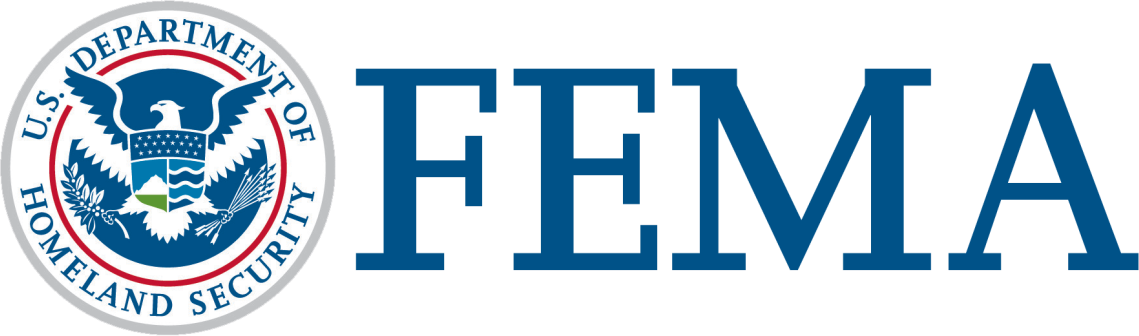 U.S. DEPARTMENT OF
HOMELAND SECURITY
FEMA